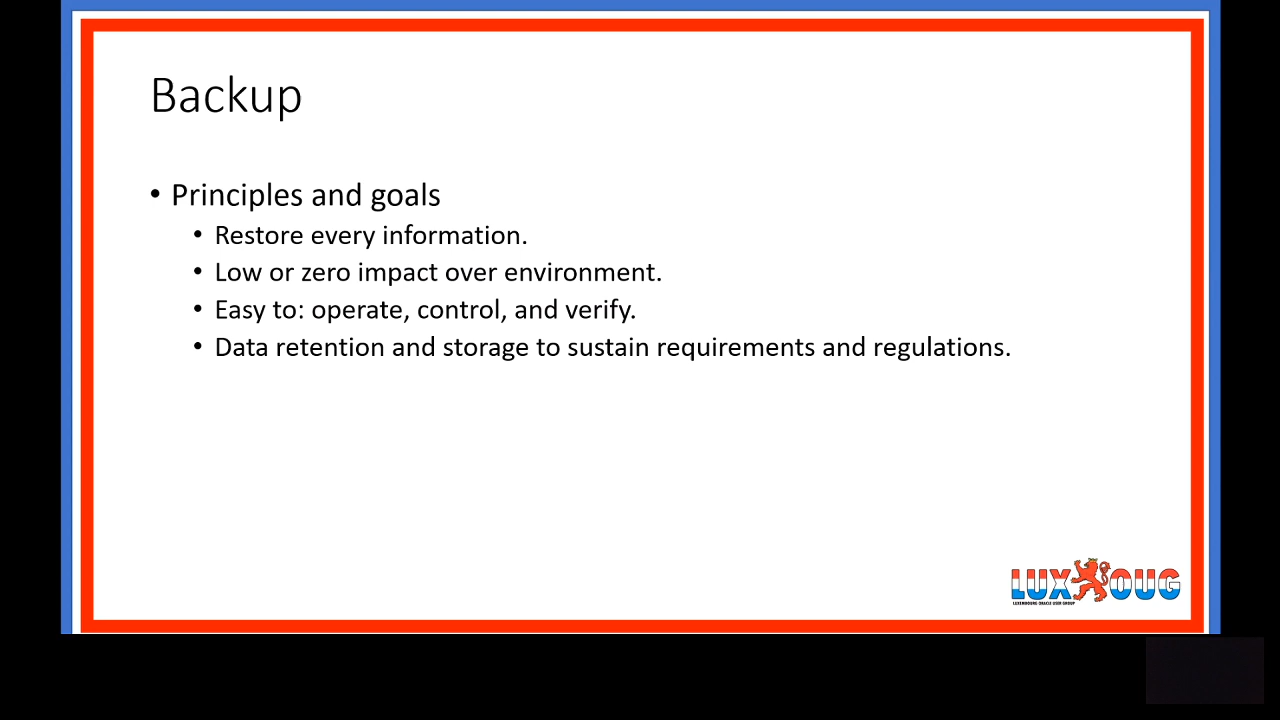 Backup
• Principles and goals
• Restore every information.
• Low or zero impact over environment.
• Easy to: operate, control, and verify.
• Data retention and storage to sustain requirements and regulations.
LUX OUG
LUXEMBOURG ORACLE USER GROUP